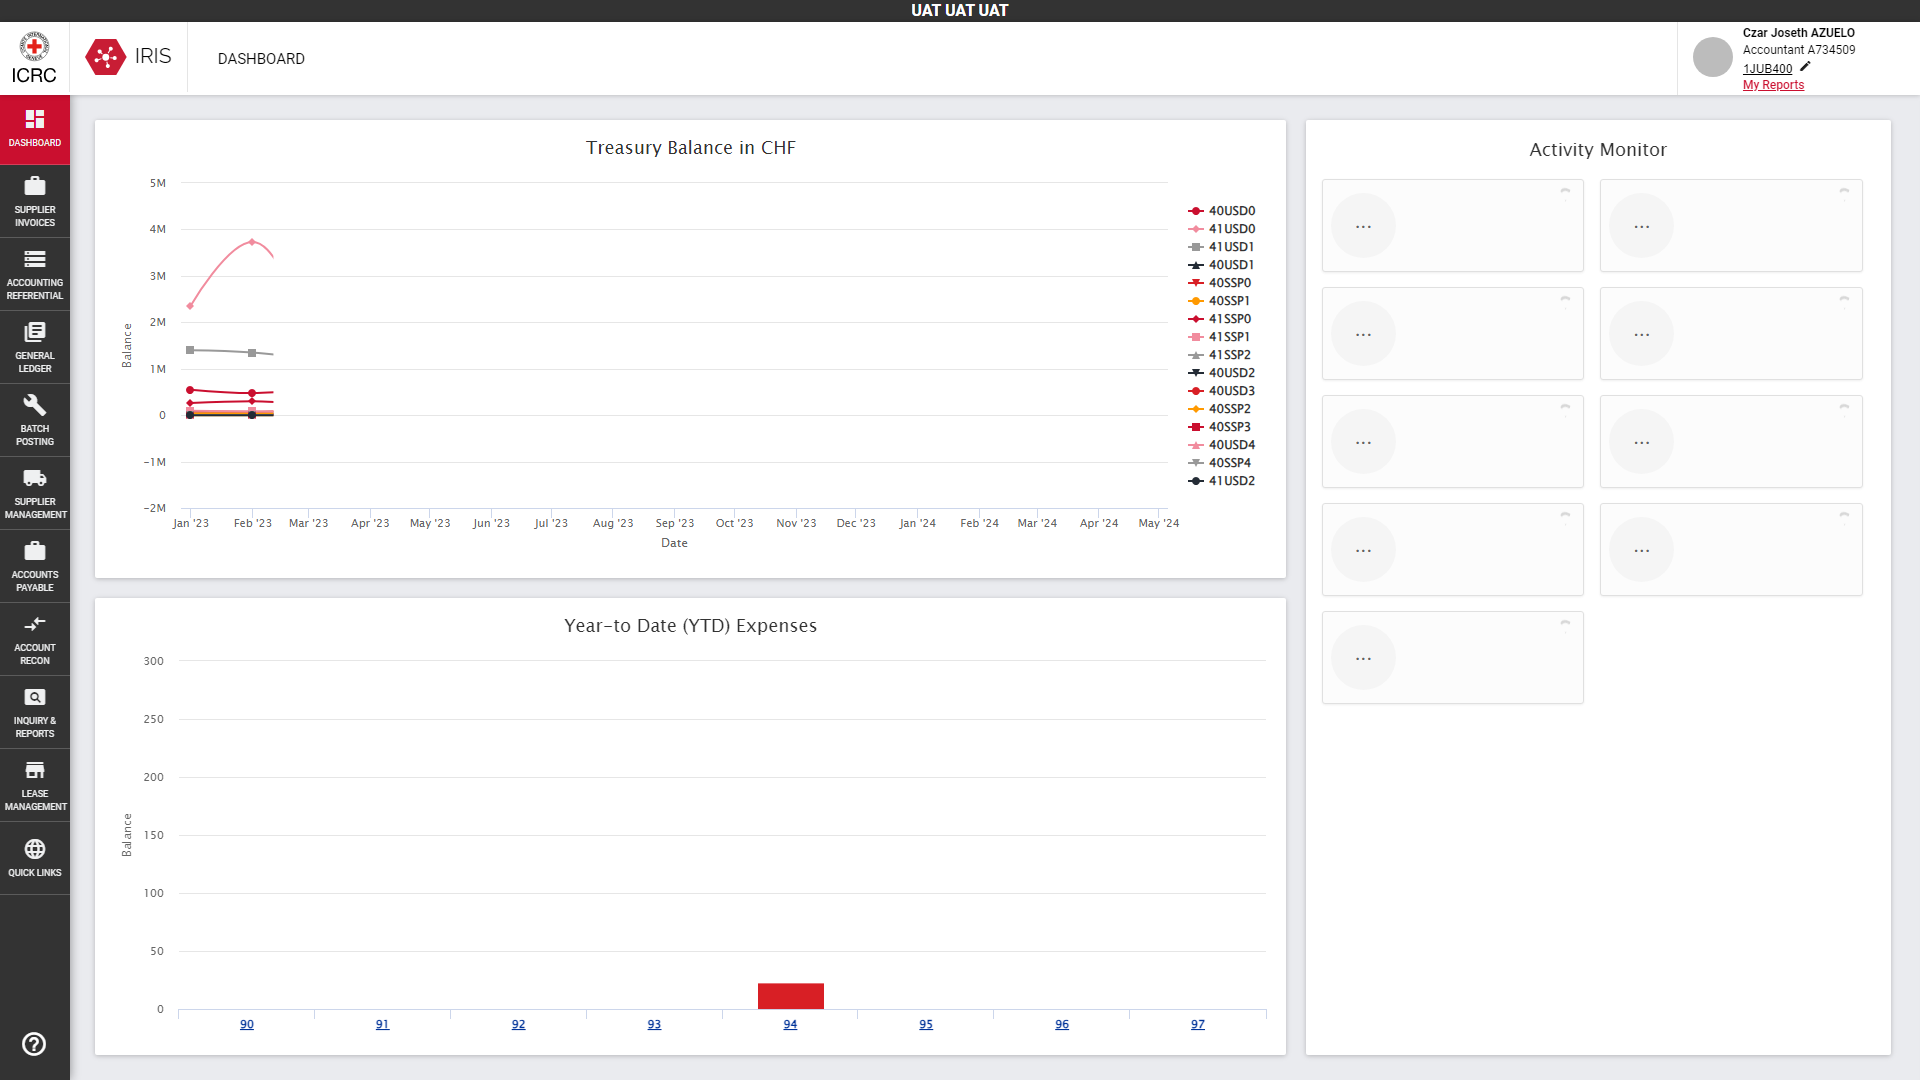 UAT UAT UAT
ICRC
IRIS
DASHBOARD
Czar Joseth AZUELO
Accountant A734509
1JUB400
My Reports
DASHBOARD
SUPPLIER
INVOICES
ACCOUNTING
REFERENTIAL
GENERAL
LEDGER
BATCH
POSTING
SUPPLIER
MANAGEMENT
ACCOUNTS
PAYABLE
ACCOUNT
RECON
INQUIRY &
REPORTS
LEASE
MANAGEMENT
QUICK LINKS
Treasury Balance in CHF
5M
4M
3M
2M
1M
0
-1M
-2M
Balance
Jan '23 Feb '23 Mar '23 Apr '23 May '23 Jun '23 Jul '23 Aug '23 Sep '23 Oct '23 Nov '23 Dec '23 Jan '24 Feb '24 Mar '24 Apr '24 May '24
Date
40USD0
41USD0
41USD1
40USD1
40SSP0
40SSP1
41SSP0
41SSP1
41SSP2
40USD2
40USD3
40SSP2
40SSP3
40USD4
40SSP4
41USD2
Year-to Date (YTD) Expenses
300
250
200
150
100
50
0
Balance
90 91 92 93 94 95 96 97
Activity Monitor
... ...
... ...
... ...
... ...
...